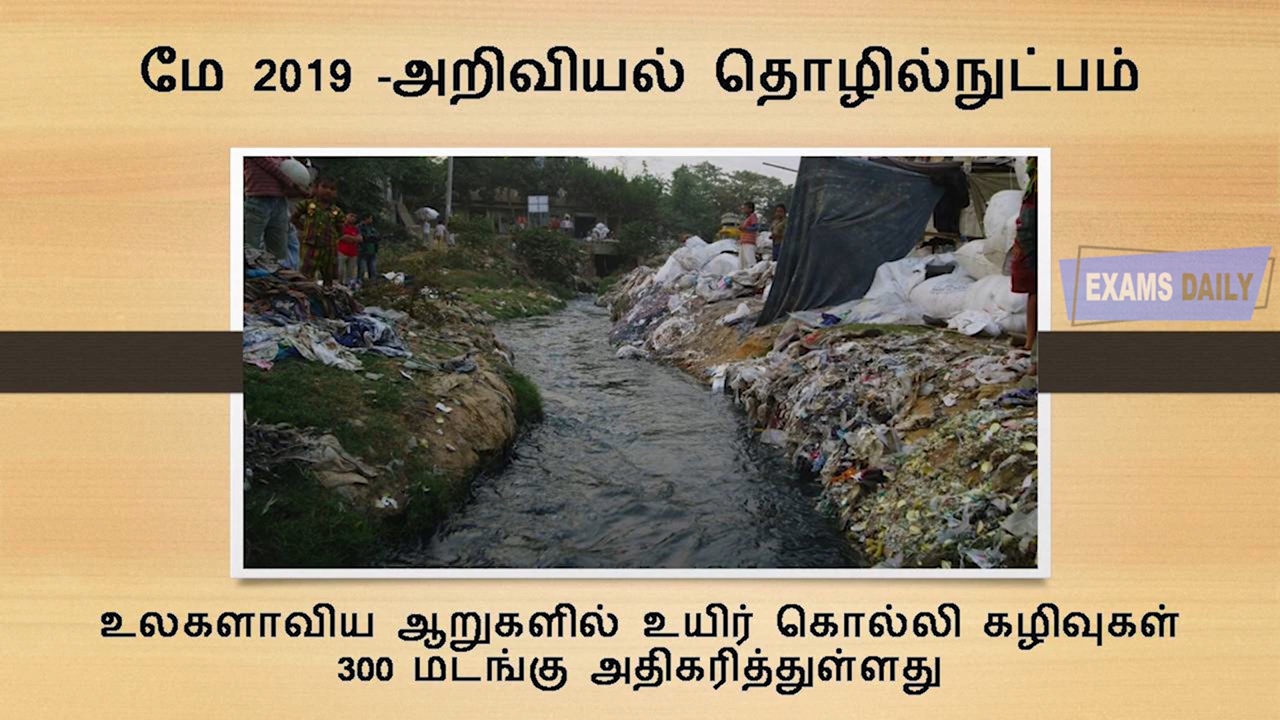 மே 2019 -அறிவியல் தொழில்நுட்பம்
EXAMS DAILY
உலகளாவிய ஆறுகளில் உயிர் கொல்லி கழிவுகள்
300 மடங்கு அதிகரித்துள்ளது